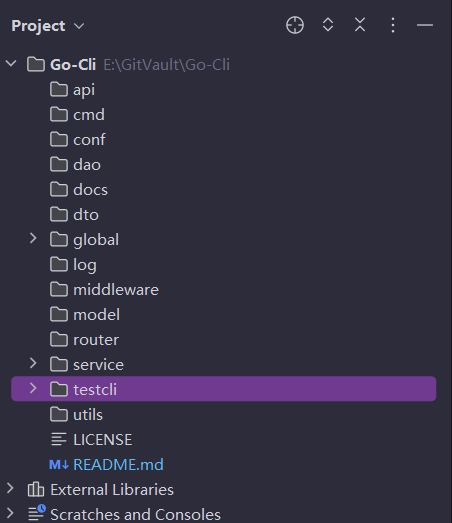 Project
Go-Cli E:\GitVault\Go-Cli
api
cmd
conf
dao
docs
dto
global
log
middleware
model
router
service
testcli
utils
LICENSE
M↓ README.md
External Libraries
Scratches and Consoles